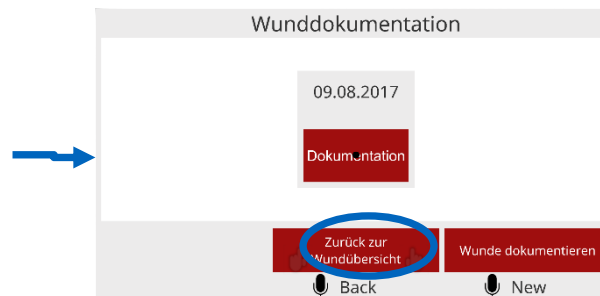 Wunddokumentation
09.08.2017
Dokumentation
Zurück zur
Wundübersicht
Wunde dokumentieren
Back
New